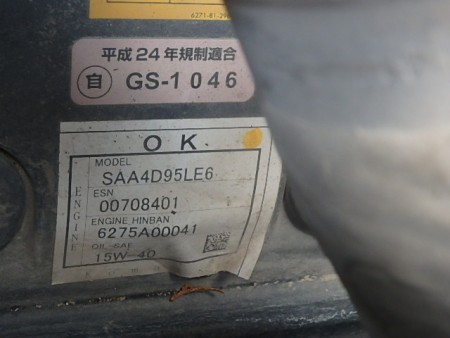 平成24年規制適合
自 GS-1046
OK
ENGINE
MODEL
SAA4D95LE6
ESN
00708401
ENGINE HINBAN
6275A00041
15W-40